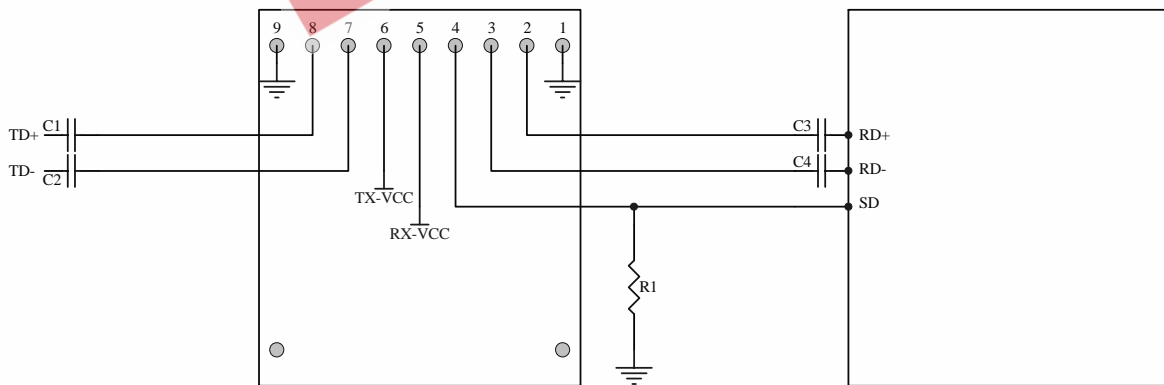 9 8 7 6 5 4 3 2 1
TD+ C1 C3 RD+
TD- C2 C4 RD-
TX-VCC SD
RX-VCC
R1